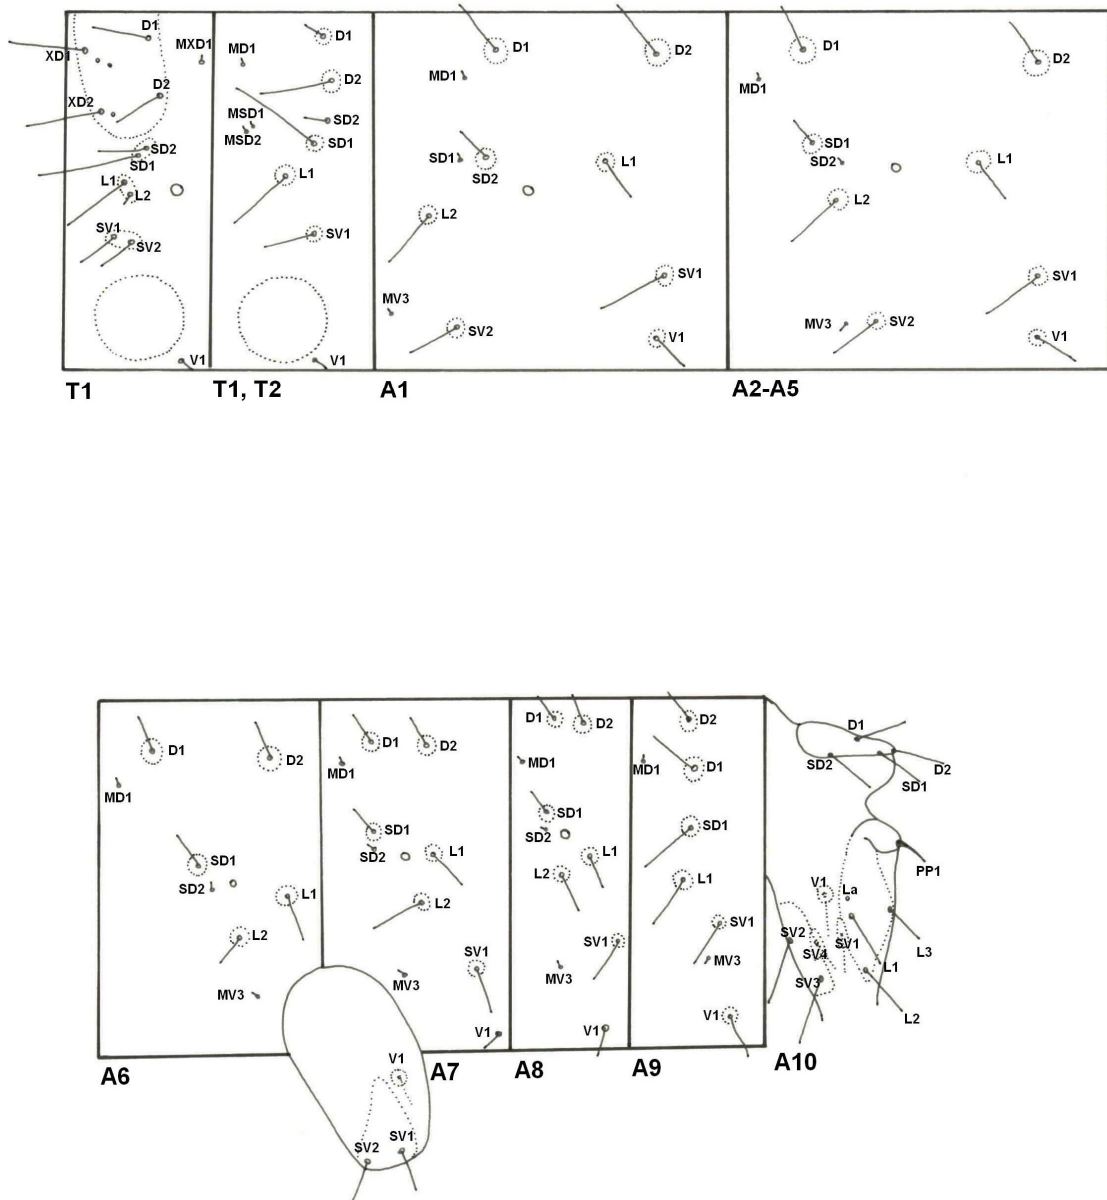 D1
XD1
MXD1
D2
XD2
SD2
SD1
L1
L2
SV1
SV2
V1
T1
MD1
D1
D2
MSD1
MSD2
SD2
SD1
L1
SV1
V1
T1, T2
D1
D2
MD1
SD1
SD2
L1
L2
SV1
MV3
SV2
V1
A1
D1
D2
MD1
SD1
SD2
L1
L2
SV1
MV3
SV2
V1
A2-A5
D1
D2
MD1
SD1
SD2
L1
L2
MV3
A6
V1
SV2
SV1
D1
D2
MD1
SD1
SD2
L1
L2
SV1
MV3
V1
A7
D1
D2
MD1
SD1
SD2
L1
L2
SV1
MV3
V1
A8
D2
MD1
D1
SD1
L1
SV1
MV3
V1
A9
D1
SD2
SD1
D2
PP1
V1
La
SV2
SV4
SV1
L3
L1
SV3
L2
A10